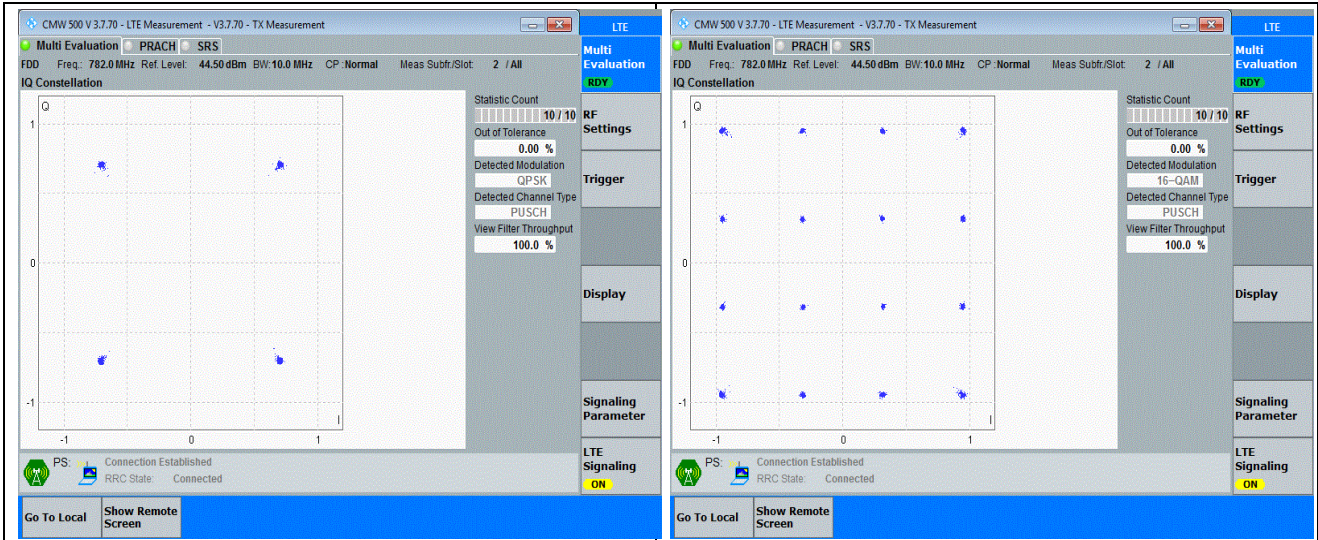 CMW 500 V 3.7.70 - LTE Measurement - V3.7.70 - TX Measurement
LTE
Multi Evaluation PRACH SRS
Multi
Evaluation
RDY
FDD Freq.: 782.0 MHz Ref. Level: 44.50 dBm BW: 10.0 MHz CP : Normal Meas Subfr./Slot: 2 / All
IQ Constellation
Q
1
0
-1
-1 0 1
I
Statistic Count
10 / 10
Out of Tolerance
0.00 %
Detected Modulation
QPSK
Detected Channel Type
PUSCH
View Filter Throughput
100.0 %
RF
Settings
Trigger
Display
Signaling
Parameter
LTE
Signaling
ON
PS: Connection Established
RRC State: Connected
Go To Local
Show Remote
Screen
CMW 500 V 3.7.70 - LTE Measurement - V3.7.70 - TX Measurement
LTE
Multi Evaluation PRACH SRS
Multi
Evaluation
RDY
FDD Freq.: 782.0 MHz Ref. Level: 44.50 dBm BW: 10.0 MHz CP : Normal Meas Subfr./Slot: 2 / All
IQ Constellation
Q
1
0
-1
-1 0 1
I
Statistic Count
10 / 10
Out of Tolerance
0.00 %
Detected Modulation
16-QAM
Detected Channel Type
PUSCH
View Filter Throughput
100.0 %
RF
Settings
Trigger
Display
Signaling
Parameter
LTE
Signaling
ON
PS: Connection Established
RRC State: Connected
Go To Local
Show Remote
Screen